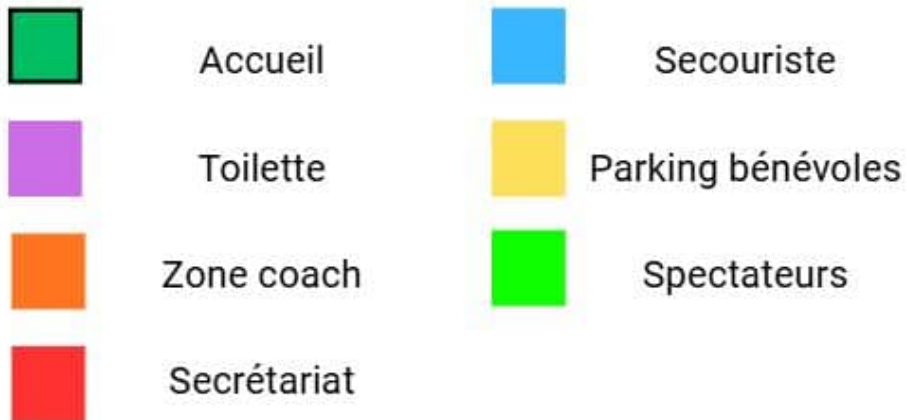 Accueil
Secouriste
Toilette
Parking bénévoles
Zone coach
Spectateurs
Secrétariat